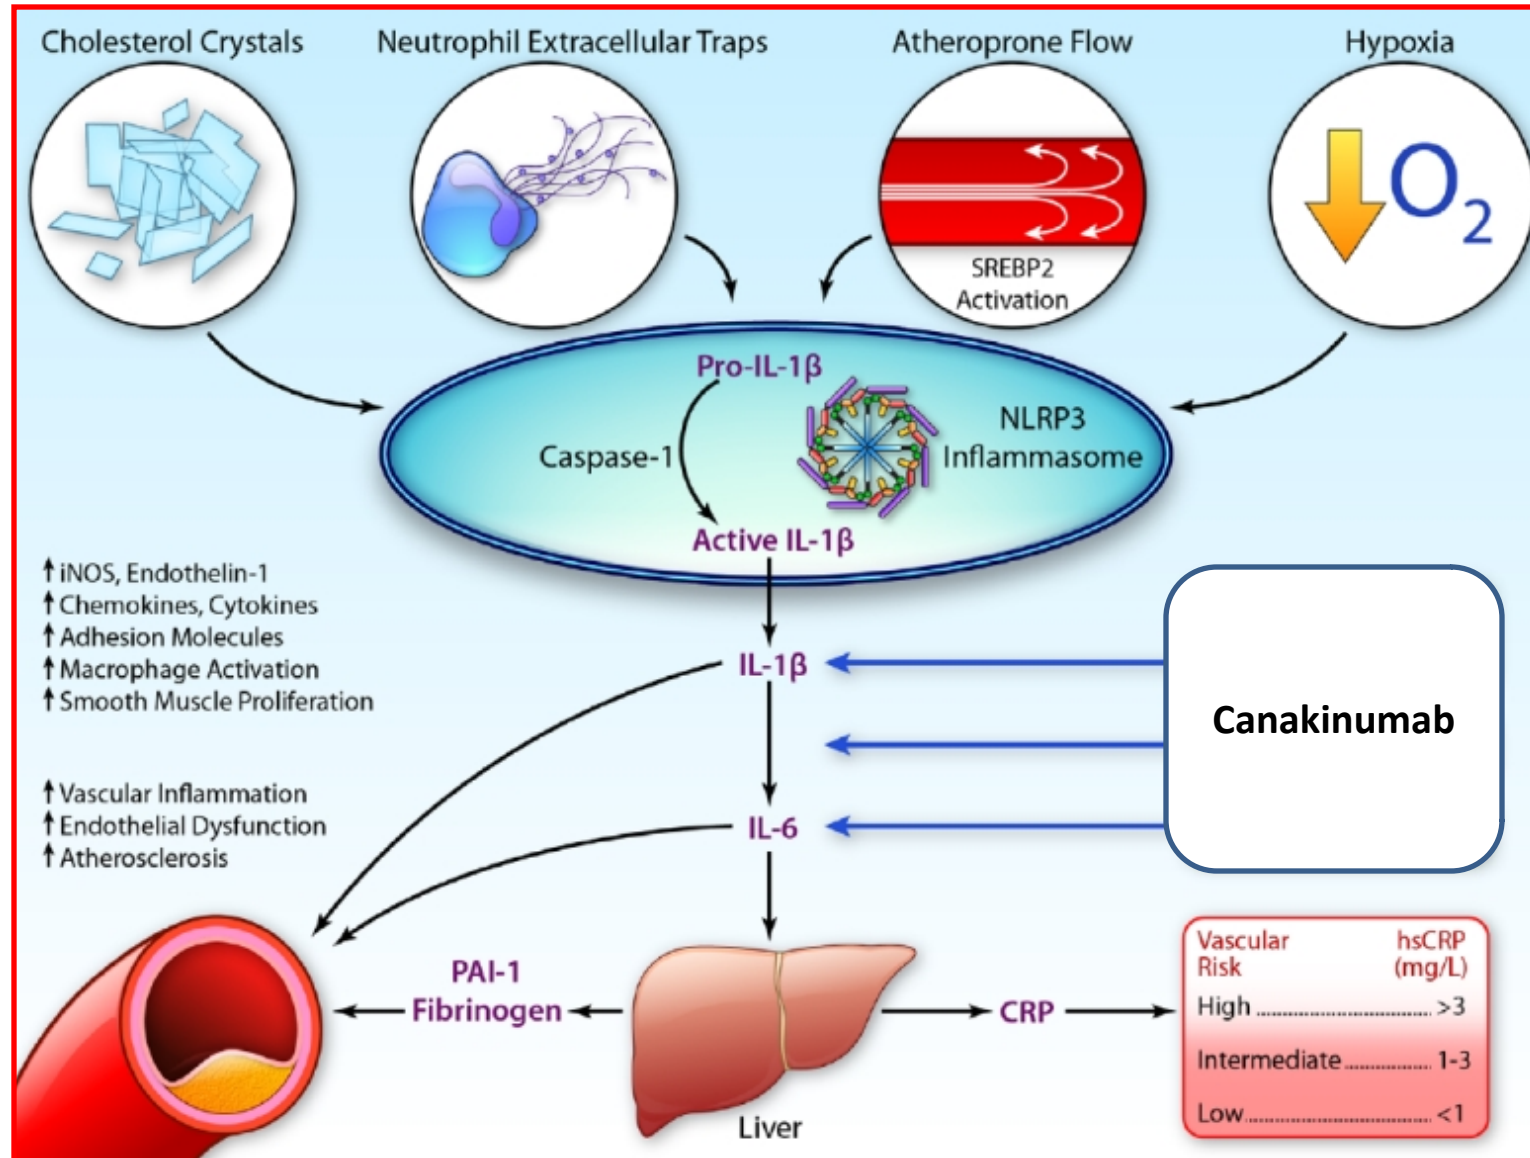 Cholesterol Crystals
Neutrophil Extracellular Traps
Atheroprone Flow
Hypoxia
SREBP2
Activation
O2
Pro-IL-1β
Caspase-1
NLRP3
Inflammasome
Active IL-1β
↑ iNOS, Endothelin-1
↑ Chemokines, Cytokines
↑ Adhesion Molecules
↑ Macrophage Activation
↑ Smooth Muscle Proliferation
IL-1β
Canakinumab
↑ Vascular Inflammation
↑ Endothelial Dysfunction
↑ Atherosclerosis
IL-6
PAI-1
Fibrinogen
Liver
CRP
Vascular hsCRP
Risk (mg/L)
High ........................ >3
Intermediate ............ 1-3
Low ......................... <1